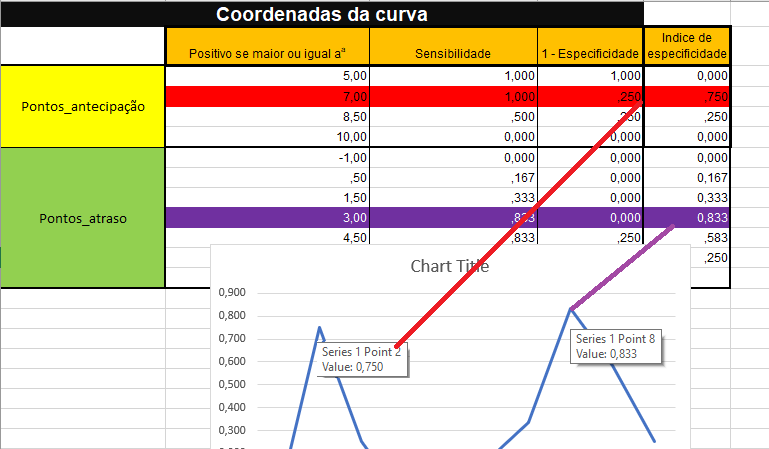 Coordenadas da curva
Positivo se maior ou igual aª Sensibilidade 1 - Especificidade Indice de especificidade
Pontos_antecipação
5,00 1,000 1,000 0,000
7,00 1,000 ,250 ,750
8,50 ,500 ,250 ,250
10,00 0,000 0,000 0,000
Pontos_atraso
-1,00 0,000 0,000 0,000
,50 ,167 0,000 0,167
1,50 ,333 0,000 0,333
3,00 ,833 0,000 0,833
4,50 ,833 ,250 ,583
,250
Chart Title
0,900
0,800
0,700
0,600
0,500
0,400
0,300
Series 1 Point 2
Value: 0,750
Series 1 Point 8
Value: 0,833